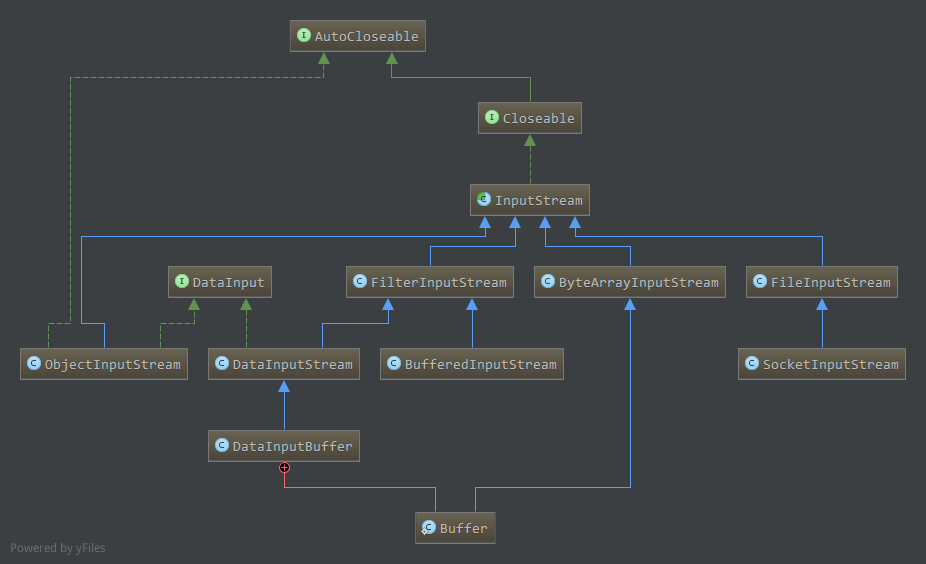 I AutoCloseable
I Closeable
C InputStream
I DataInput
C FilterInputStream
C ByteArrayInputStream
C FileInputStream
C ObjectInputStream
C DataInputStream
C BufferedInputStream
C SocketInputStream
C DataInputBuffer
C Buffer
Powered by yFiles